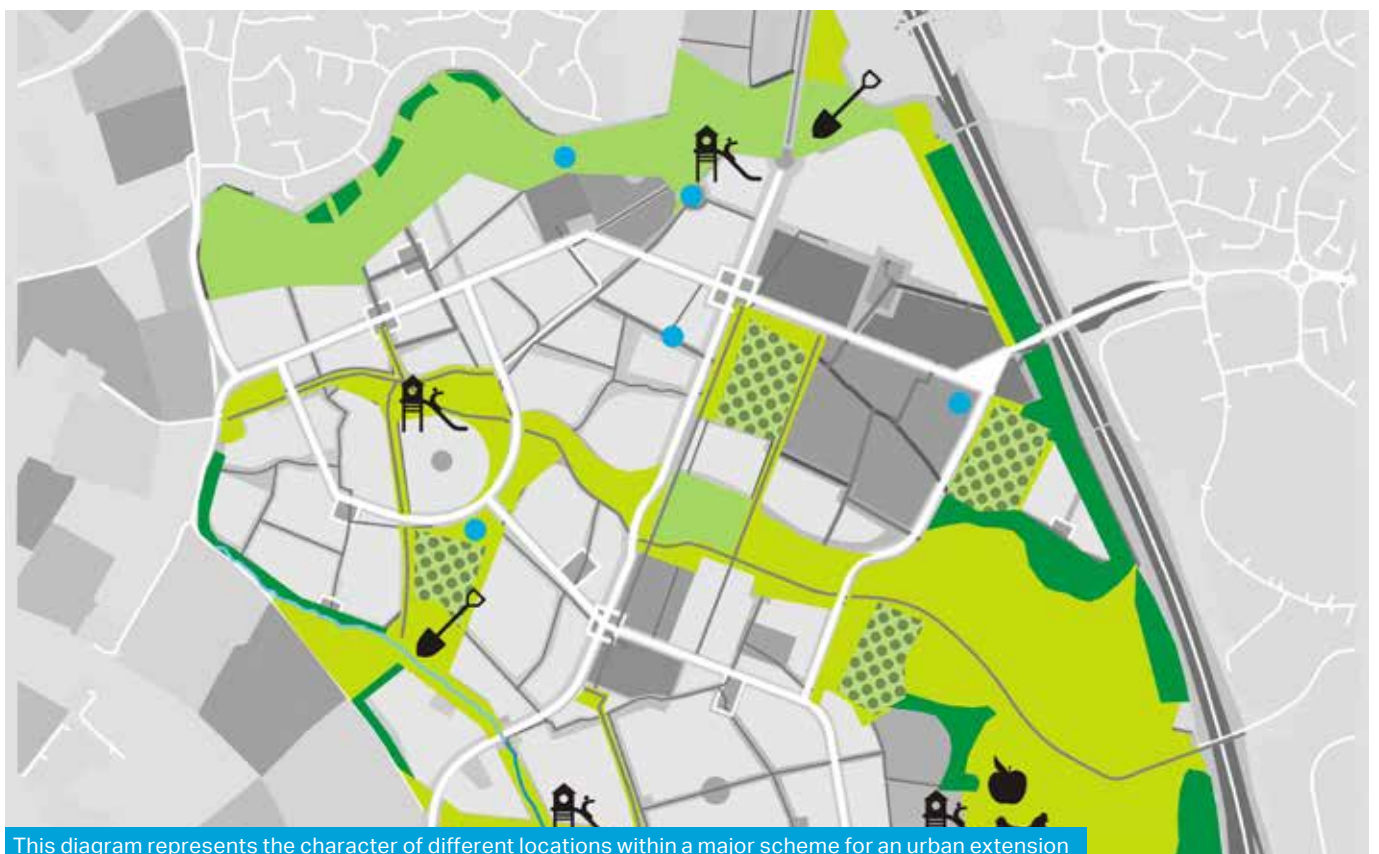 This diagram represents the character of different locations within a major scheme for an urban extension